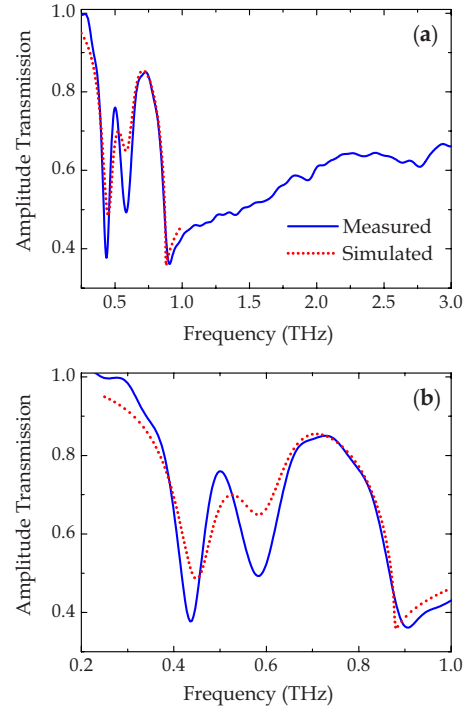 1.0
(a)
0.8
0.6
0.4
Amplitude Transmission
Measured
Simulated
0.5 1.0 1.5 2.0 2.5 3.0
Frequency (THz)
1.0
(b)
0.8
0.6
0.4
Amplitude Transmission
0.2 0.4 0.6 0.8 1.0
Frequency (THz)